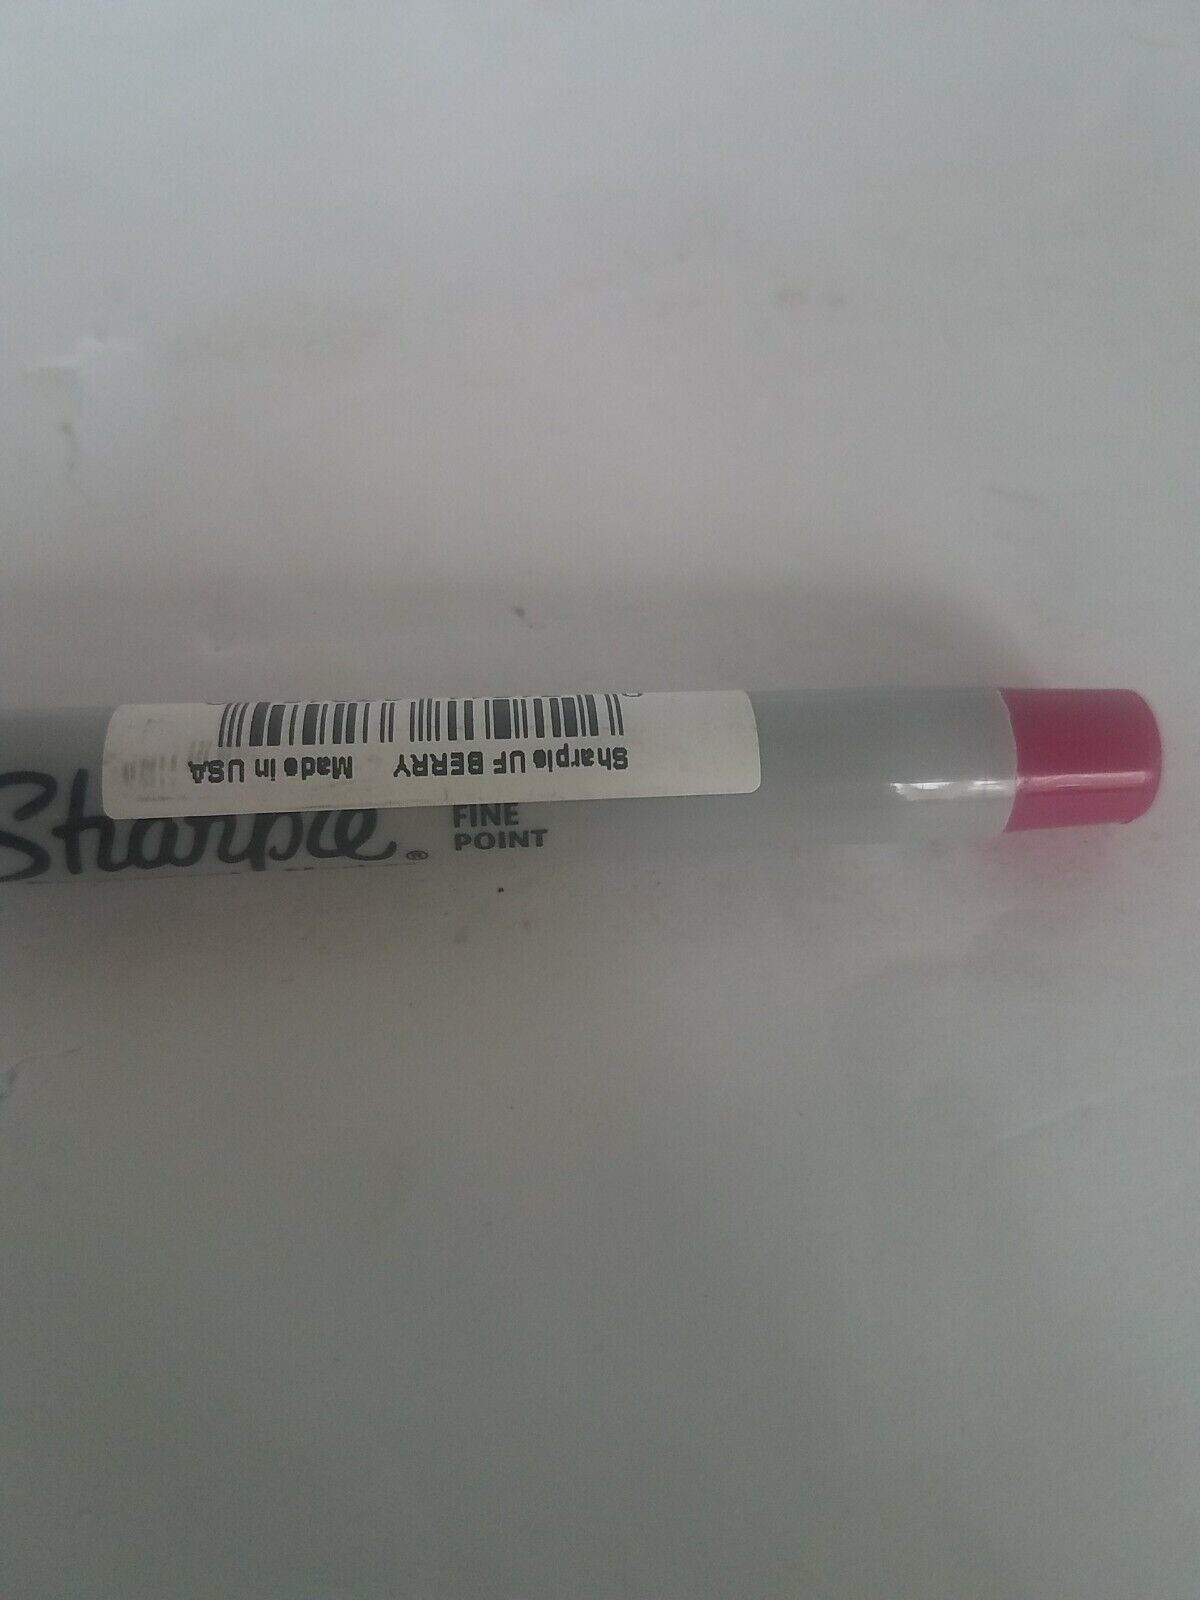 Sharpie UF BERRY Made in USA
Sharpie®
FINE
POINT